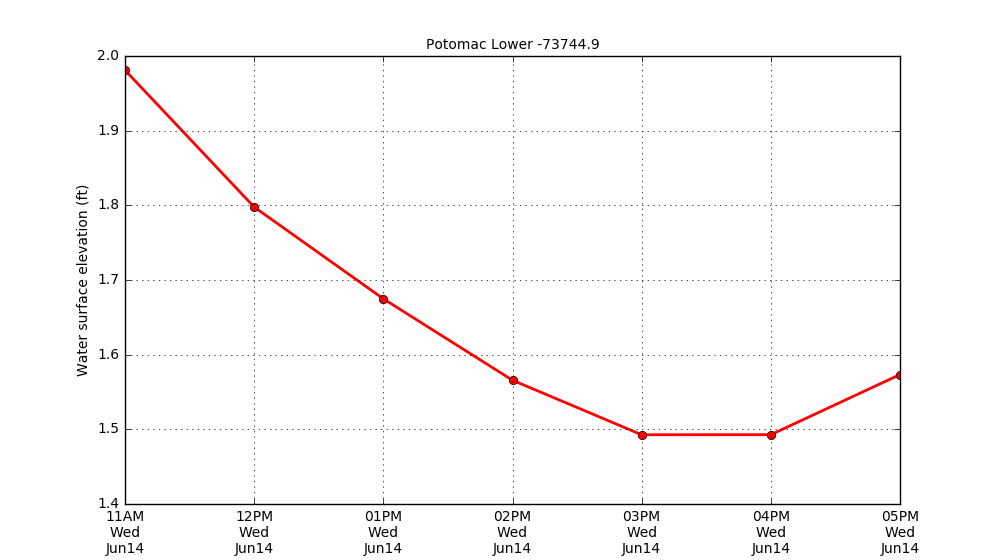 Potomac Lower -73744.9
Water surface elevation (ft)
2.0
1.9
1.8
1.7
1.6
1.5
1.4
11AM 12PM 01PM 02PM 03PM 04PM 05PM
Wed Wed Wed Wed Wed Wed Wed
Jun14 Jun14 Jun14 Jun14 Jun14 Jun14 Jun14